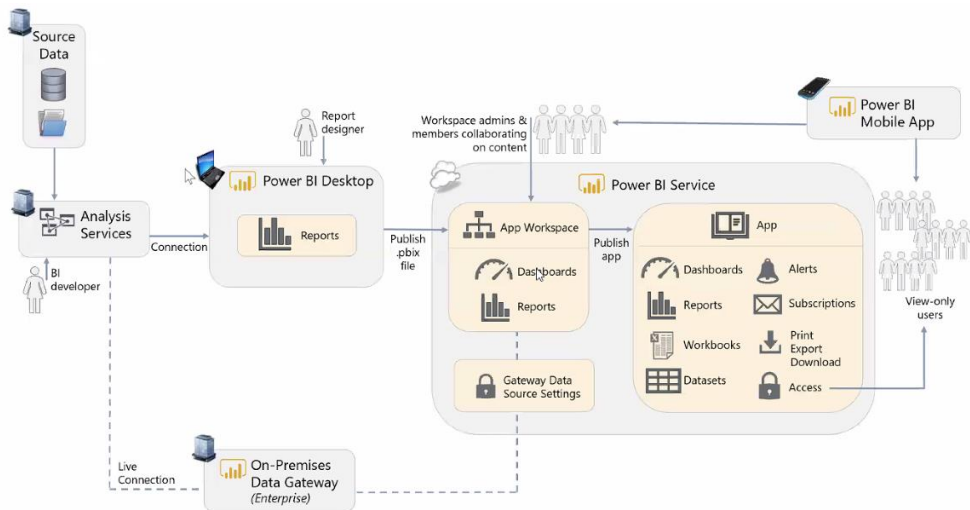 Source
Data
Analysis
Services
BI
developer
Connection
Report
designer
Power BI Desktop
Reports
Publish
.pbix
file
Workspace admins &
members collaborating
on content
Power BI
Mobile App
Power BI Service
App Workspace
Dashboards
Reports
Publish
app
App
Dashboards
Alerts
Reports
Subscriptions
Workbooks
Print
Export
Download
Datasets
Access
View-only
users
Gateway Data
Source Settings
Live
Connection
On-Premises
Data Gateway
(Enterprise)